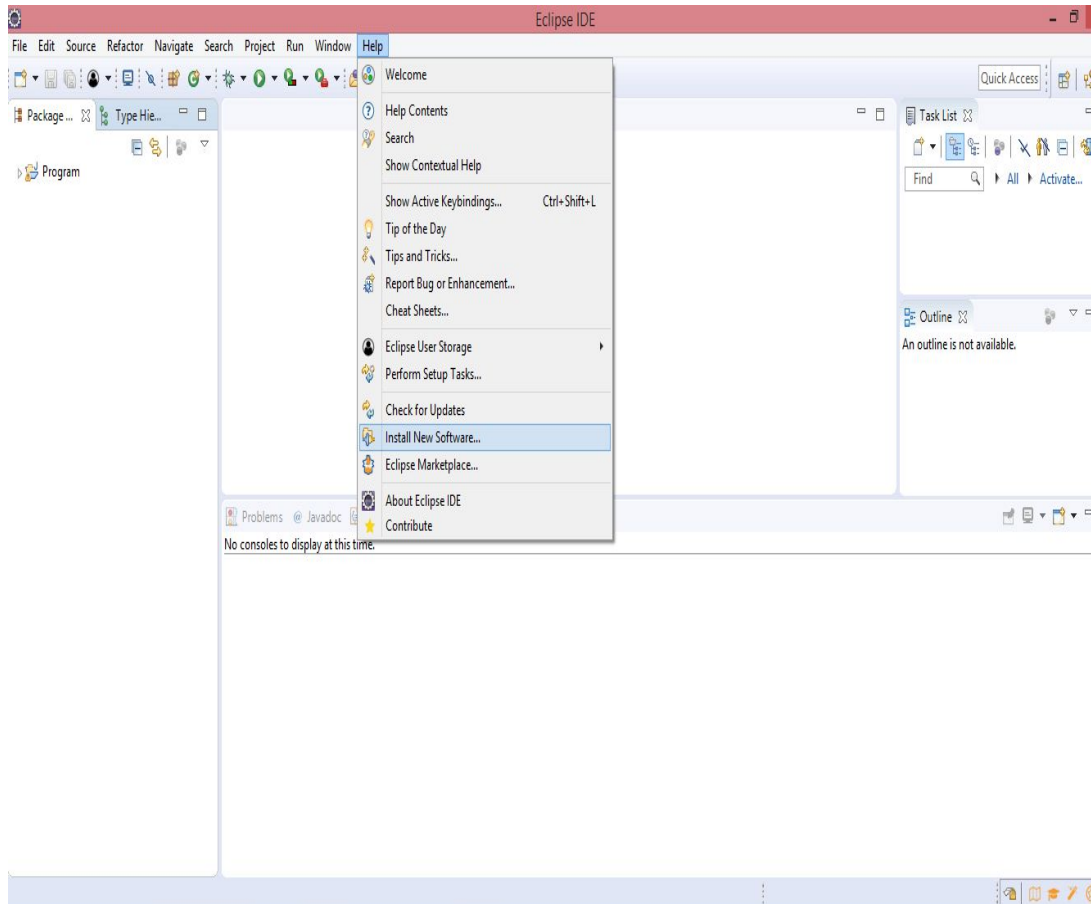 Eclipse IDE
File Edit Source Refactor Navigate Search Project Run Window Help
Quick Access
Package ... Type Hie...
Program
Welcome
Help Contents
Search
Show Contextual Help
Show Active Keybindings... Ctrl+Shift+L
Tip of the Day
Tips and Tricks...
Report Bug or Enhancement...
Cheat Sheets...
Eclipse User Storage
Perform Setup Tasks...
Check for Updates
Install New Software...
Eclipse Marketplace...
About Eclipse IDE
Contribute
Task List
Find All Activate...
Outline
An outline is not available.
Problems @ Javadoc
No consoles to display at this time.